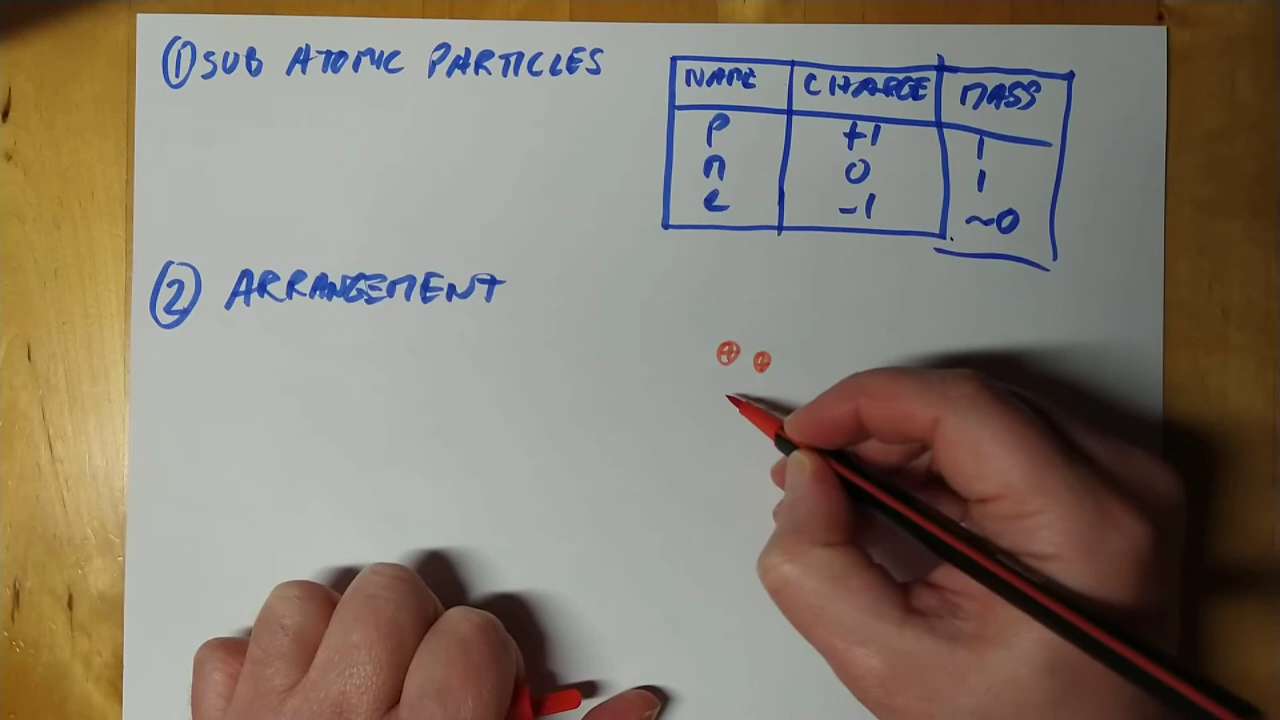 ① SUB ATOMIC PARTICLES
NAME CHARGE MASS
P +1 1
n 0 1
e -1 ~0
② ARRANGEMENT
+ +